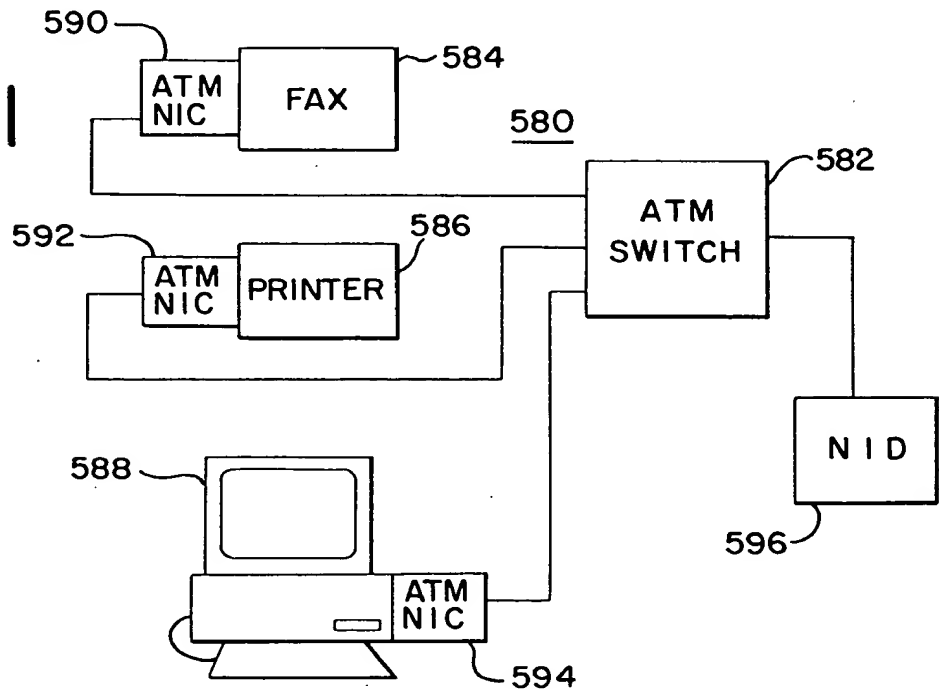 590
ATM
NIC
FAX
584
580
582
ATM
SWITCH
592
ATM
NIC
PRINTER
586
588
ATM
NIC
594
NID
596